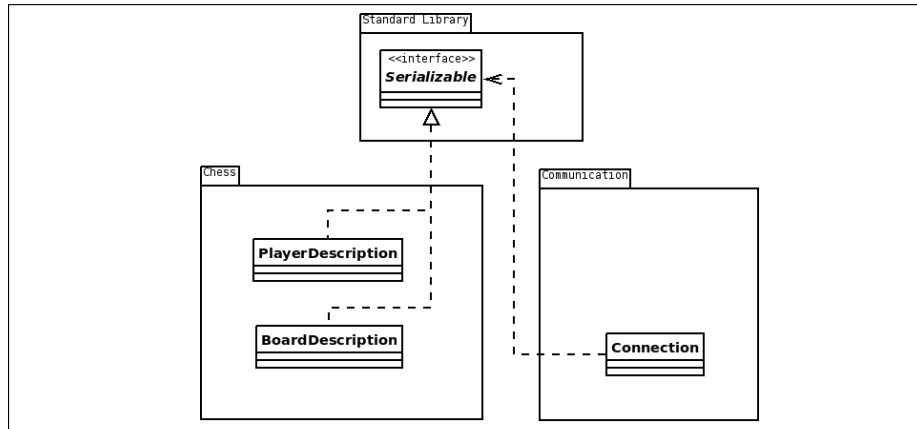 Standard Library
<<interface>>
Serializable
Chess
Communication
PlayerDescription
BoardDescription
Connection